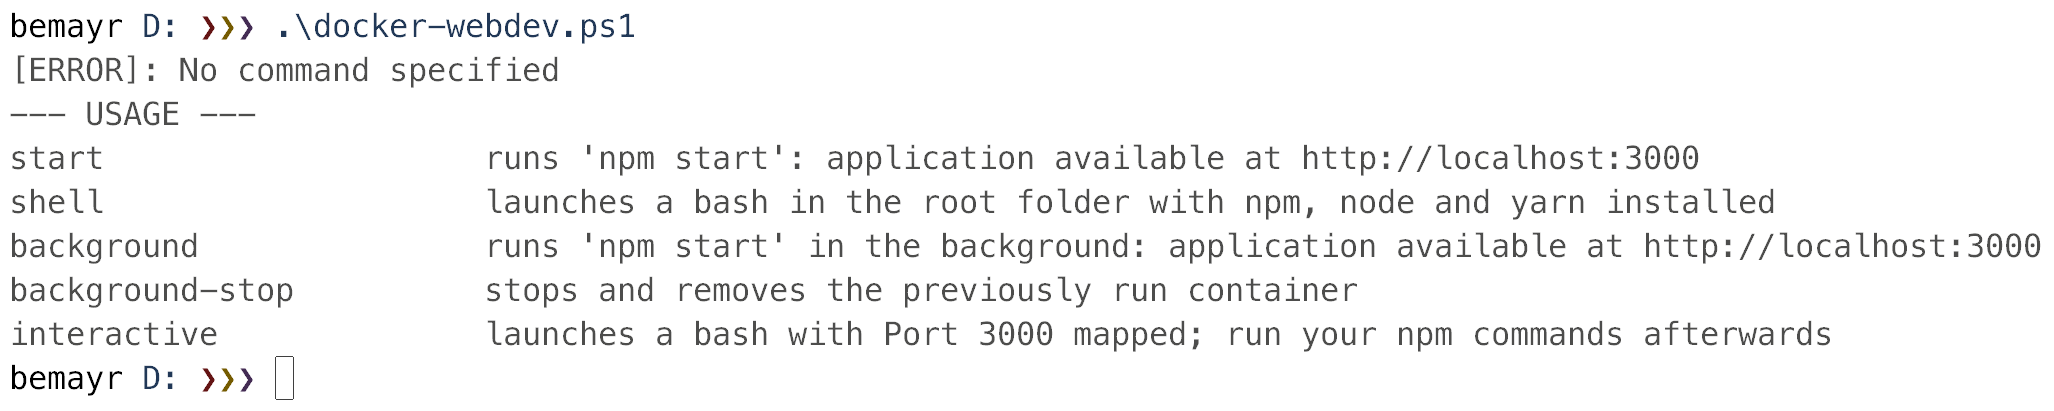 bemayr D: ❯❯❯ .\docker-webdev.ps1
[ERROR]: No command specified
--- USAGE ---
start                    runs 'npm start': application available at http://localhost:3000
shell                    launches a bash in the root folder with npm, node and yarn installed
background               runs 'npm start' in the background: application available at http://localhost:3000
background-stop          stops and removes the previously run container
interactive              launches a bash with Port 3000 mapped; run your npm commands afterwards
bemayr D: ❯❯❯